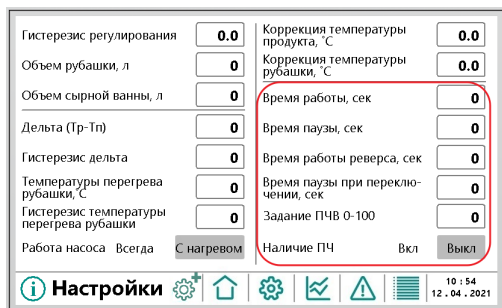 Гистерезис регулирования 0.0
Объем рубашки, л 0
Объем сырной ванны, л 0
Дельта (Тр-Тп) 0
Гистерезис дельта 0
Температуры перегрева
рубашки,°С 0
Гистерезис температуры
перегрева рубашки 0
Работа насоса Всегда С нагревом
Коррекция температуры
продукта, °С 0.0
Коррекция температуры
рубашки, °С 0.0
Время работы, сек 0
Время паузы, сек 0
Время работы реверса, сек 0
Время паузы при переклю-
чении, сек 0
Задание ПЧВ 0-100 0
Наличие ПЧ Вкл Выкл
Настройки
10 : 54
12 . 04 . 2021